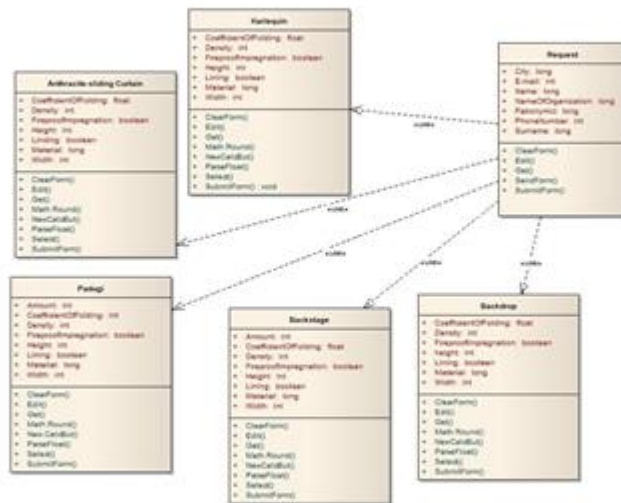 Harlequin
+ CoefficientOfFolding: float
+ Density: int
+ FireproofImpregnation: boolean
+ Height: int
+ Lining: boolean
+ Material: long
+ Width: int
+ ClearForm()
+ Edit()
+ Get()
+ Math.Round()
+ NewCalcBut()
+ ParseFloat()
+ Select()
+ SubmitForm() : void
Request
+ City: long
+ E-mail: int
+ Name: long
+ NameOfOrganization: long
+ Patronymic: long
+ PhoneNumber: int
+ Surname: long
+ ClearForm()
+ Edit()
+ Get()
+ SendForm()
+ SubmitForm()
Anthracite-sliding Curtain
+ CoefficientOfFolding: float
+ Density: int
+ FireproofImpregnation: boolean
+ Height: int
+ Linding: boolean
+ Material: long
+ Width: int
+ ClearForm()
+ Edit()
+ Get()
+ Math.Round()
+ NewCalcBut()
+ ParseFloat()
+ Select()
+ SubmitForm()
«use»
«use»
«use»
«use»
«use»
Padugi
+ Amount: int
+ CoefficientOfFolding: int
+ Density: int
+ FireproofImpregnation: boolean
+ Height: int
+ Lining: boolean
+ Material: long
+ Width: int
+ ClearForm()
+ Edit()
+ Get()
+ Math.Round()
+ New CalcBut()
+ ParseFloat()
+ Select()
+ SubmitForm()
Backstage
+ Amount: int
+ CoefficientOfFolding: float
+ Density: int
+ FireproofImpregnation: boolean
+ Height: int
+ Lining: boolean
+ Material: long
+ Width: int
+ ClearForm()
+ Edit()
+ Get()
+ Math.Round()
+ NewCalcBut()
+ ParseFloat()
+ Select()
+ SubmitForm()
Backdrop
+ CoefficientOfFolding: float
+ Density: int
+ FireproofImpregnation: boolean
+ height: int
+ Lining: boolean
+ Material: long
+ Width: int
+ ClearForm()
+ Edit()
+ Get()
+ Math.Round()
+ NewCalcBut()
+ ParseFloat()
+ Select()
+ SubmitForm()